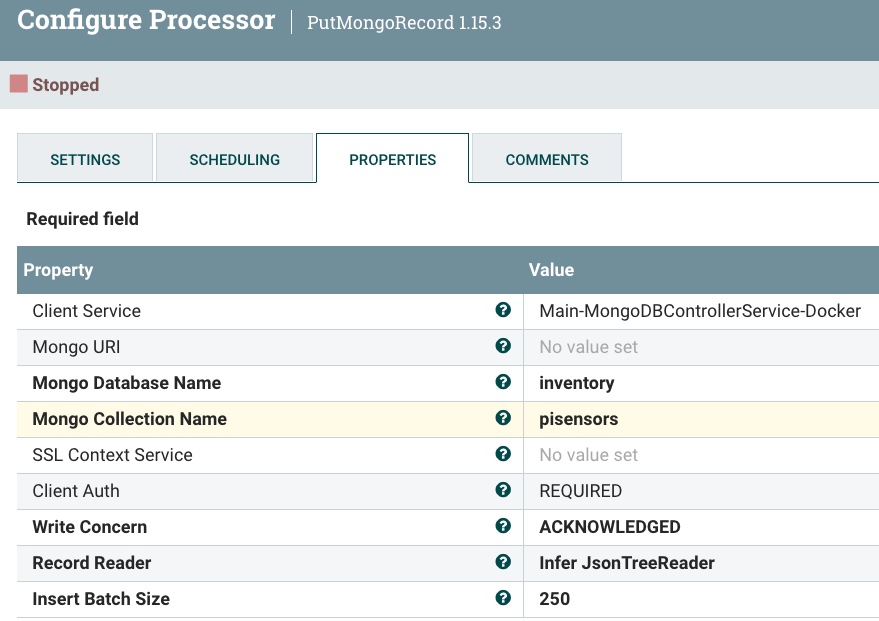 Configure Processor | PutMongoRecord 1.15.3
Stopped
SETTINGS SCHEDULING PROPERTIES COMMENTS
Required field
Property Value
Client Service Main-MongoDBControllerService-Docker
Mongo URI No value set
Mongo Database Name inventory
Mongo Collection Name pisensors
SSL Context Service No value set
Client Auth REQUIRED
Write Concern ACKNOWLEDGED
Record Reader Infer JsonTreeReader
Insert Batch Size 250